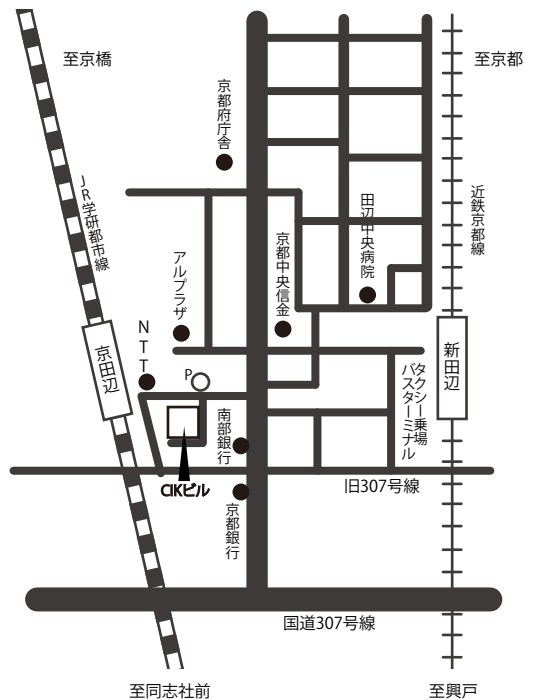 至京橋
至京都
京都府庁舎
JR学研都市線
近鉄京都線
田辺中央病院
京都中央信金
アルプラザ
NTT
京田辺
新田辺
P
タクシー乗場
バスターミナル
南部銀行
CIKビル
旧307号線
京都銀行
国道307号線
至同志社前
至興戸